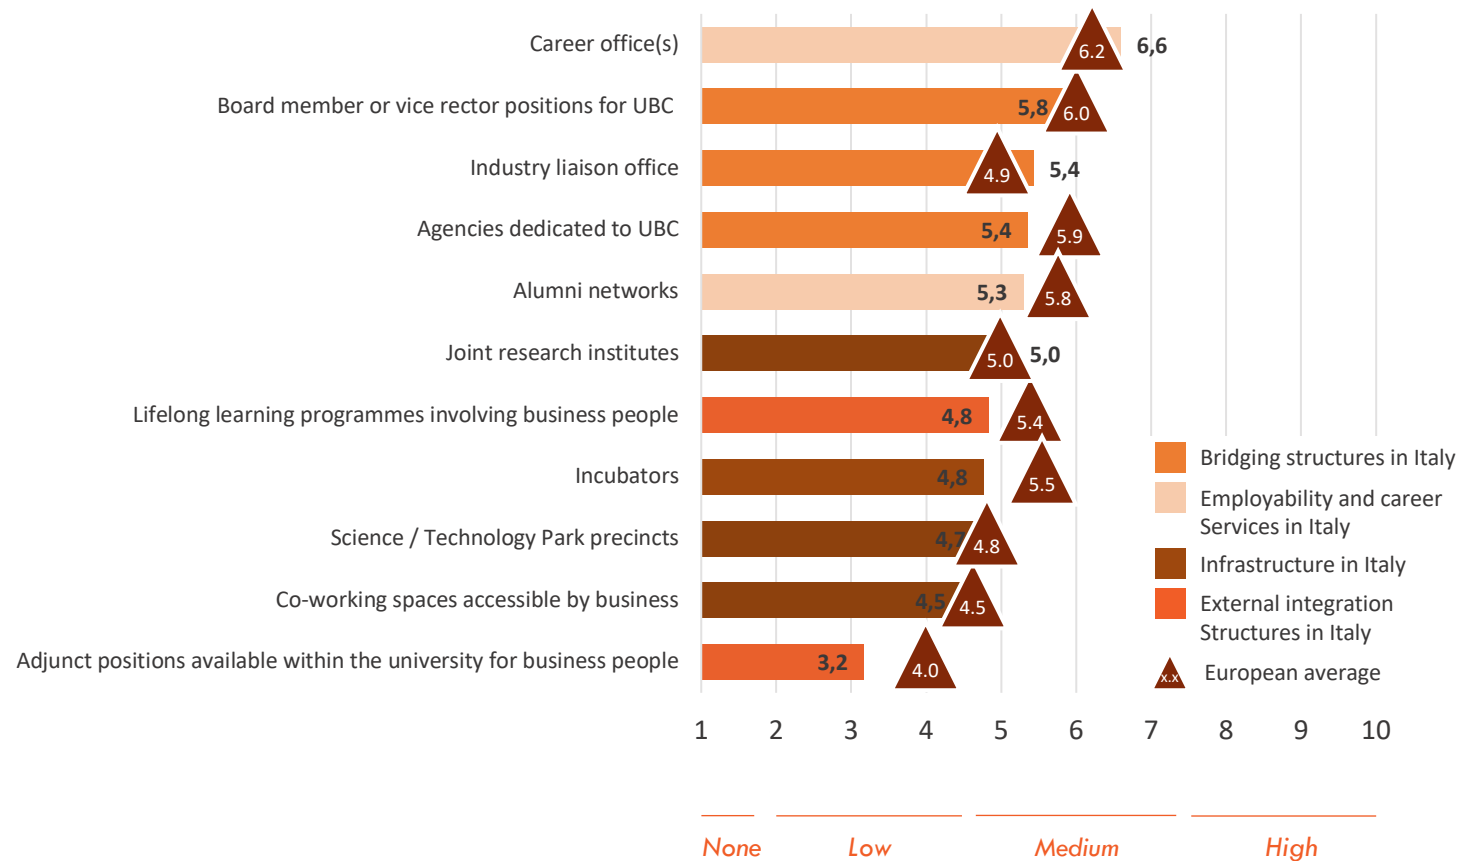 Career office(s) 6.2 6,6
Board member or vice rector positions for UBC 5,8 6.0
Industry liaison office 4.9 5,4
Agencies dedicated to UBC 5,4 5.9
Alumni networks 5,3 5.8
Joint research institutes 5.0 5,0
Lifelong learning programmes involving business people 4,8 5.4
Incubators 4,8 5.5
Science / Technology Park precincts 4,7 4.8
Co-working spaces accessible by business 4,5 4.5
Adjunct positions available within the university for business people 3,2 4.0
Bridging structures in Italy
Employability and career
Services in Italy
Infrastructure in Italy
External integration
Structures in Italy
x.x European average
1 2 3 4 5 6 7 8 9 10
None Low Medium High